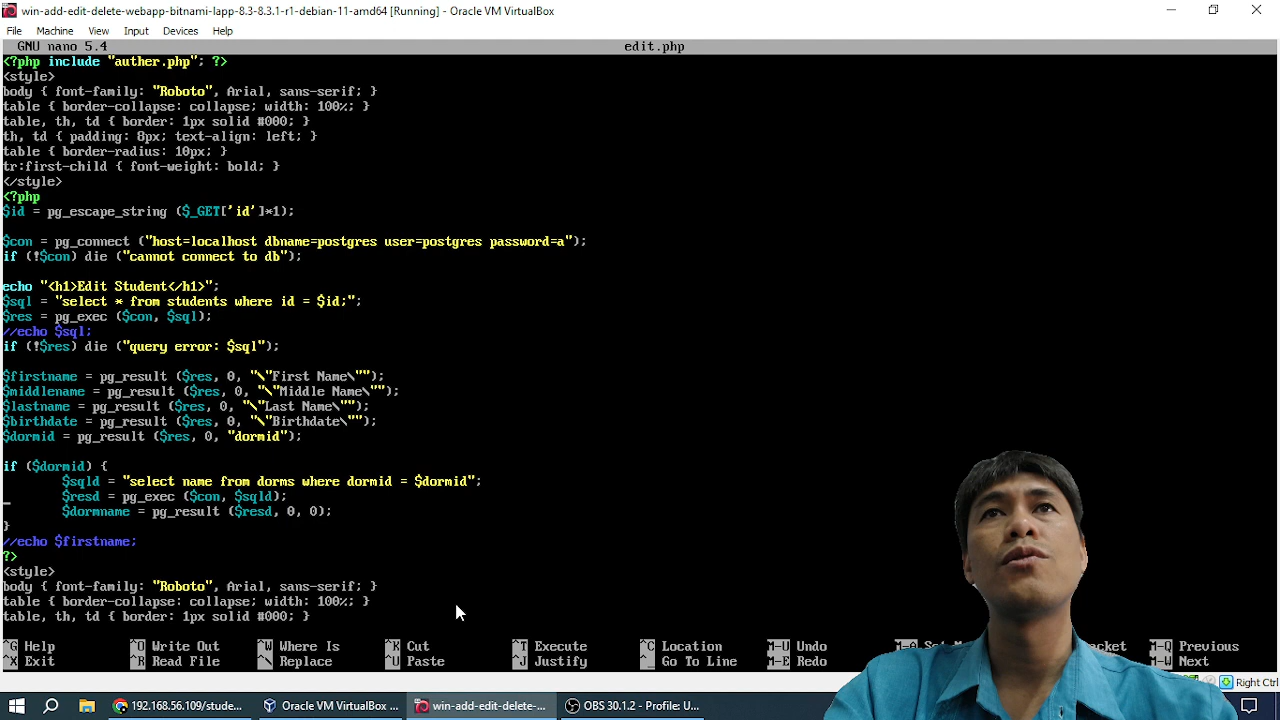 win-add-edit-delete-webapp-bitnami-lapp-8.3-8.3.1-r1-debian-11-amd64 [Running] - Oracle VM VirtualBox
File Machine View Input Devices Help
GNU nano 5.4 edit.php
<?php include "auther.php"; ?>
<style>
body { font-family: "Roboto", Arial, sans-serif; }
table { border-collapse: collapse; width: 100%; }
table, th, td { border: 1px solid #000; }
th, td { padding: 8px; text-align: left; }
table { border-radius: 10px; }
tr:first-child { font-weight: bold; }
</style>
<?php
$id = pg_escape_string ($_GET['id']*1);
$con = pg_connect ("host=localhost dbname=postgres user=postgres password=a");
if (!$con) die ("cannot connect to db");
echo "<h1>Edit Student</h1>";
$sql = "select * from students where id = $id;";
$res = pg_exec ($con, $sql);
//echo $sql;
if (!$res) die ("query error: $sql");
$firstname = pg_result ($res, 0, "\"First Name\"");
$middlename = pg_result ($res, 0, "\"Middle Name\"");
$lastname = pg_result ($res, 0, "\"Last Name\"");
$birthdate = pg_result ($res, 0, "\"Birthdate\"");
$dormid = pg_result ($res, 0, "dormid");
if ($dormid) {
$sqld = "select name from dorms where dormid = $dormid";
$resd = pg_exec ($con, $sqld);
$dormname = pg_result ($resd, 0, 0);
}
//echo $firstname;
?>
<style>
body { font-family: "Roboto", Arial, sans-serif; }
table { border-collapse: collapse; width: 100%; }
table, th, td { border: 1px solid #000; }
^G Help ^O Write Out ^W Where Is ^K Cut ^T Execute ^C Location M-U Undo M-A M-Q Previous
^X Exit ^R Read File ^\ Replace ^U Paste ^J Justify ^_ Go To Line M-E Redo M-W Next
Right Ctrl
192.168.56.109/stude... Oracle VM VirtualBox ... win-add-edit-delete-... OBS 30.1.2 - Profile: U...